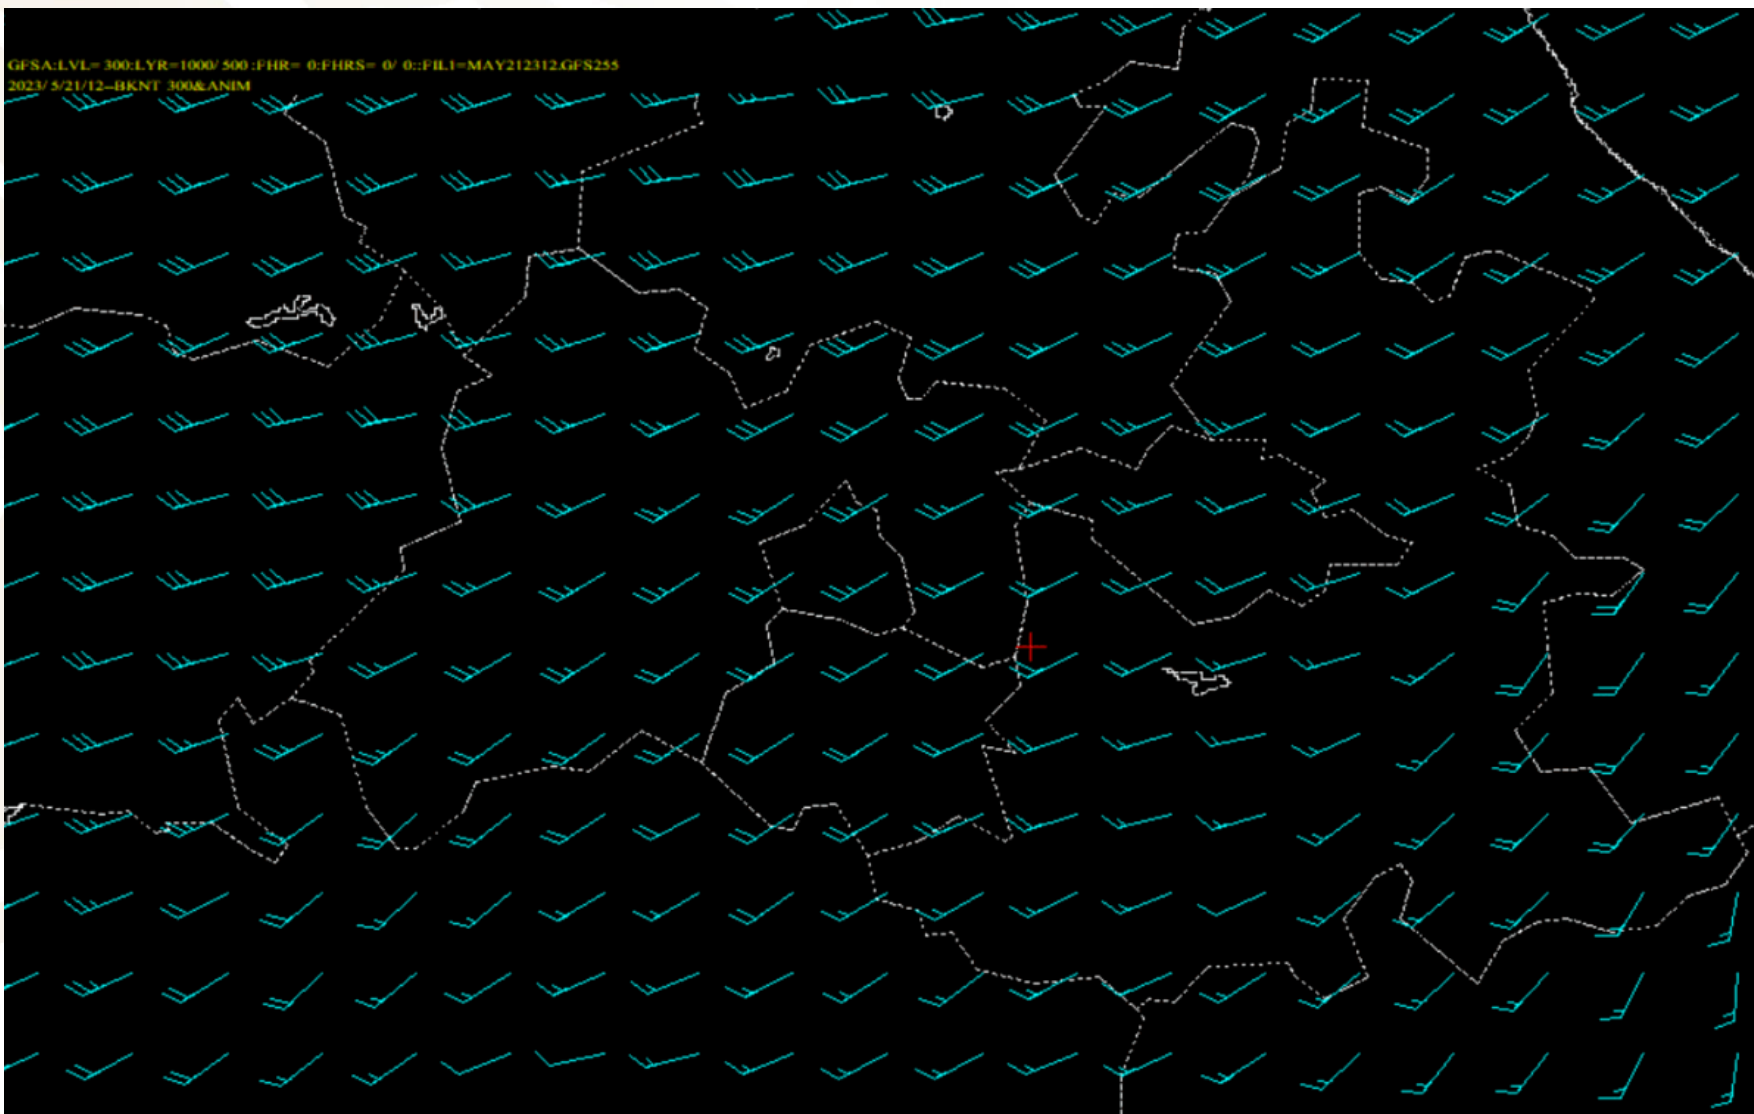 GFSA:LVL= 300:LYR=1000/ 500 :FHR= 0:FHRS= 0/ 0::FIL1=MAY212312.GFS255
2023/ 5/21/12--BKNT 300&ANIM